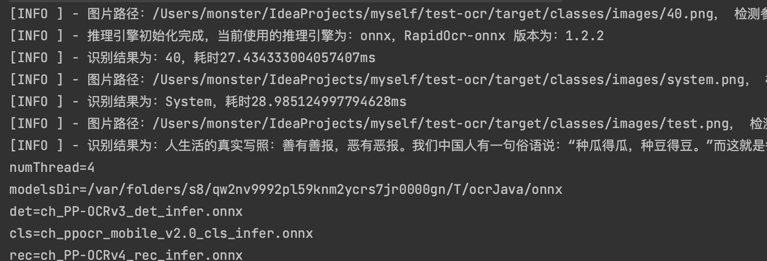 [INFO ] - 图片路径：/Users/monster/IdeaProjects/myself/test-ocr/target/classes/images/40.png， 检测参
[INFO ] - 推理引擎初始化完成，当前使用的推理引擎为：onnx，RapidOcr-onnx 版本为：1.2.2
[INFO ] - 识别结果为：40，耗时27.434333004057407ms
[INFO ] - 图片路径：/Users/monster/IdeaProjects/myself/test-ocr/target/classes/images/system.png，
[INFO ] - 识别结果为：System，耗时28.985124997794628ms
[INFO ] - 图片路径：/Users/monster/IdeaProjects/myself/test-ocr/target/classes/images/test.png， 检
[INFO ] - 识别结果为：人生活的真实写照：善有善报，恶有恶报。我们中国人有一句俗语说：“种瓜得瓜，种豆得豆。”而这就是
numThread=4
modelsDir=/var/folders/s8/qw2nv9992pl59knm2ycrs7jr0000gn/T/ocrJava/onnx
det=ch_PP-OCRv3_det_infer.onnx
cls=ch_ppocr_mobile_v2.0_cls_infer.onnx
rec=ch_PP-OCRv4_rec_infer.onnx